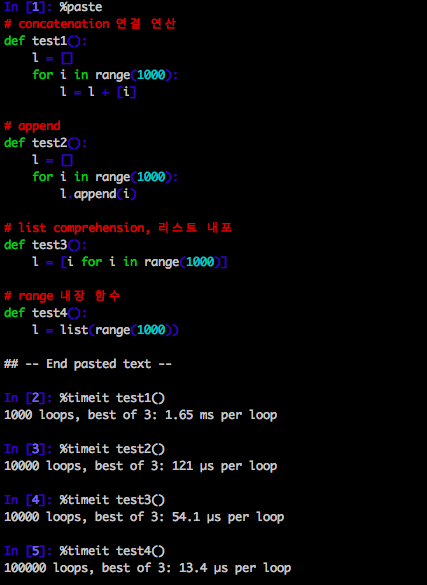 In [1]: %paste
# concatenation 연결 연산
def test1():
    l = []
    for i in range(1000):
        l = l + [i]
# append
def test2():
    l = []
    for i in range(1000):
        l.append(i)
# list comprehension, 리스트 내포
def test3():
    l = [i for i in range(1000)]
# range 내장 함수
def test4():
    l = list(range(1000))
## -- End pasted text --
In [2]: %timeit test1()
1000 loops, best of 3: 1.65 ms per loop
In [3]: %timeit test2()
10000 loops, best of 3: 121 µs per loop
In [4]: %timeit test3()
10000 loops, best of 3: 54.1 µs per loop
In [5]: %timeit test4()
100000 loops, best of 3: 13.4 µs per loop